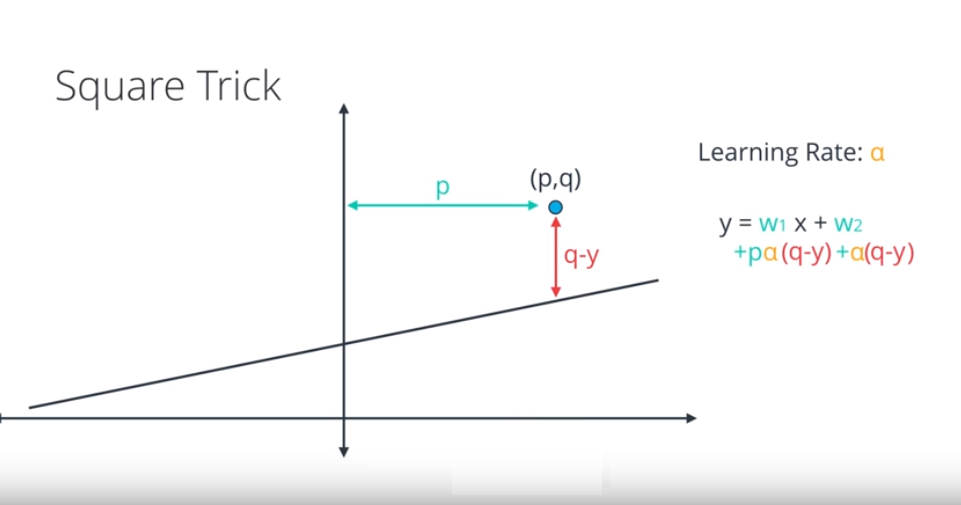 Square Trick
Learning Rate: α
(p,q)
p
y = w1 x + w2
+pα(q-y)+α(q-y)
q-y